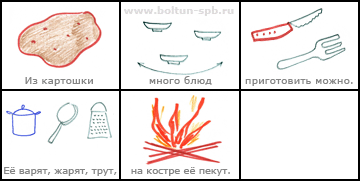 www.boltun-spb.ru
Из картошки
много блюд
приготовить можно.
Её варят, жарят, трут,
на костре её пекут.